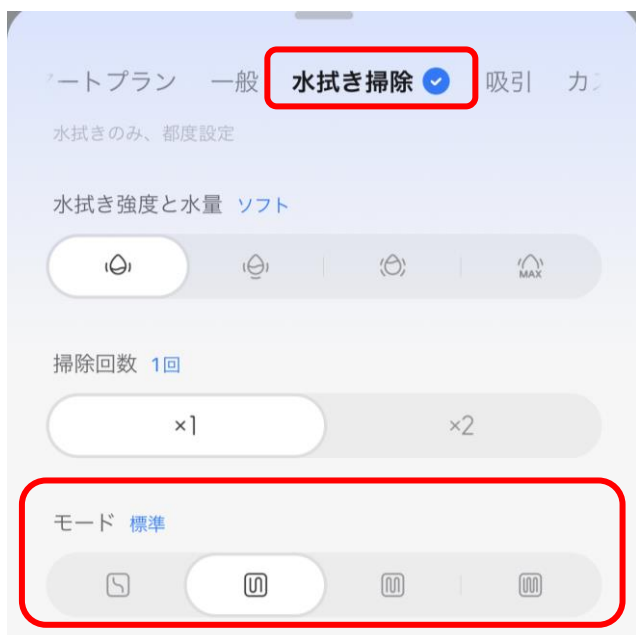 ートプラン 一般 水拭き掃除 吸引 カ
水拭きのみ、都度設定
水拭き強度と水量 ソフト
MAX
掃除回数 1回
×1 ×2
モード 標準